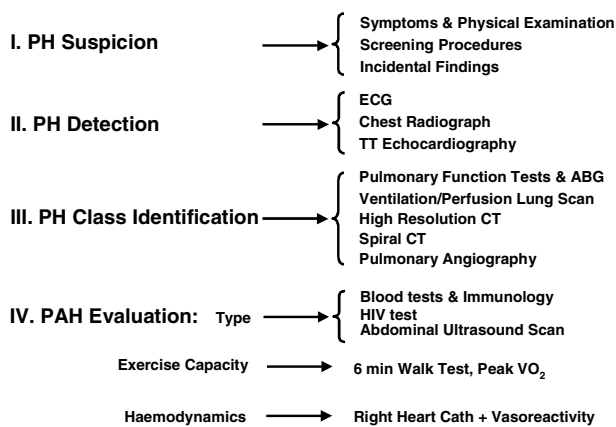 I. PH Suspicion
Symptoms & Physical Examination
Screening Procedures
Incidental Findings
II. PH Detection
ECG
Chest Radiograph
TT Echocardiography
III. PH Class Identification
Pulmonary Function Tests & ABG
Ventilation/Perfusion Lung Scan
High Resolution CT
Spiral CT
Pulmonary Angiography
IV. PAH Evaluation: Type
Blood tests & Immunology
HIV test
Abdominal Ultrasound Scan
Exercise Capacity
6 min Walk Test, Peak VO₂
Haemodynamics
Right Heart Cath + Vasoreactivity